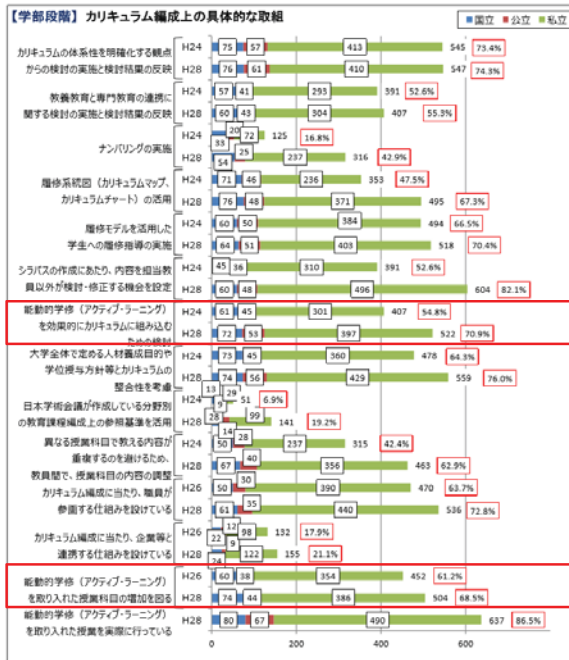 【学部段階】 カリキュラム編成上の具体的な取組
国立 公立 私立
カリキュラムの体系性を明確化する観点
からの検討の実施と検討結果の反映
H24 75 57 413 545 73.4%
H28 76 61 410 547 74.3%
教養教育と専門教育の連携に
関する検討の実施と検討結果の反映
H24 57 41 293 391 52.6%
H28 60 43 304 407 55.3%
ナンバリングの実施
H24 33 20 72 125 16.8%
H28 54 25 237 316 42.9%
履修系統図（カリキュラムマップ、
カリキュラムチャート）の活用
H24 71 46 236 353 47.5%
H28 76 48 371 495 67.3%
履修モデルを活用した
学生への履修指導の実施
H24 60 50 384 494 66.5%
H28 64 51 403 518 70.4%
シラバスの作成にあたり、内容を担当教
員以外が検討・修正する機会を設定
H24 45 36 310 391 52.6%
H28 60 48 496 604 82.1%
能動的学修（アクティブ・ラーニング）
を効果的にカリキュラムに組み込む
ための検討
H24 61 45 301 407 54.8%
H28 72 53 397 522 70.9%
大学全体で定める人材養成目的や
学位授与方針等とカリキュラムの
整合性を考慮
H24 73 45 360 478 64.3%
H28 74 56 429 559 76.0%
日本学術会議が作成している分野別
の教育課程編成上の参照基準を活用
H24 13 9 29 51 6.9%
H28 28 14 99 141 19.2%
異なる授業科目で教える内容が
重複するのを避けるため、
教員間で、授業科目の内容の調整
H24 50 28 237 315 42.4%
H28 67 40 356 463 62.9%
カリキュラム編成に当たり、職員が
参画する仕組みを設けている
H26 50 30 390 470 63.7%
H28 61 35 440 536 72.8%
カリキュラム編成に当たり、企業等と
連携する仕組みを設けている
H26 22 12 98 132 17.9%
H28 24 9 122 155 21.1%
能動的学修（アクティブ・ラーニング）
を取り入れた授業科目の増加を図る
H26 60 38 354 452 61.2%
H28 74 44 386 504 68.5%
能動的学修（アクティブ・ラーニング）
を取り入れた授業を実際に行っている
H28 80 67 490 637 86.5%
0 200 400 600